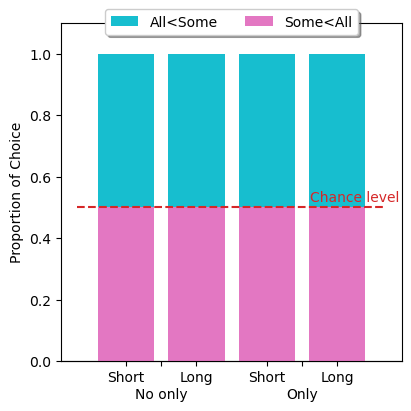 All<Some Some<All
Proportion of Choice
1.0
0.8
0.6
0.4
0.2
0.0
Chance level
Short Long Short Long
No only Only